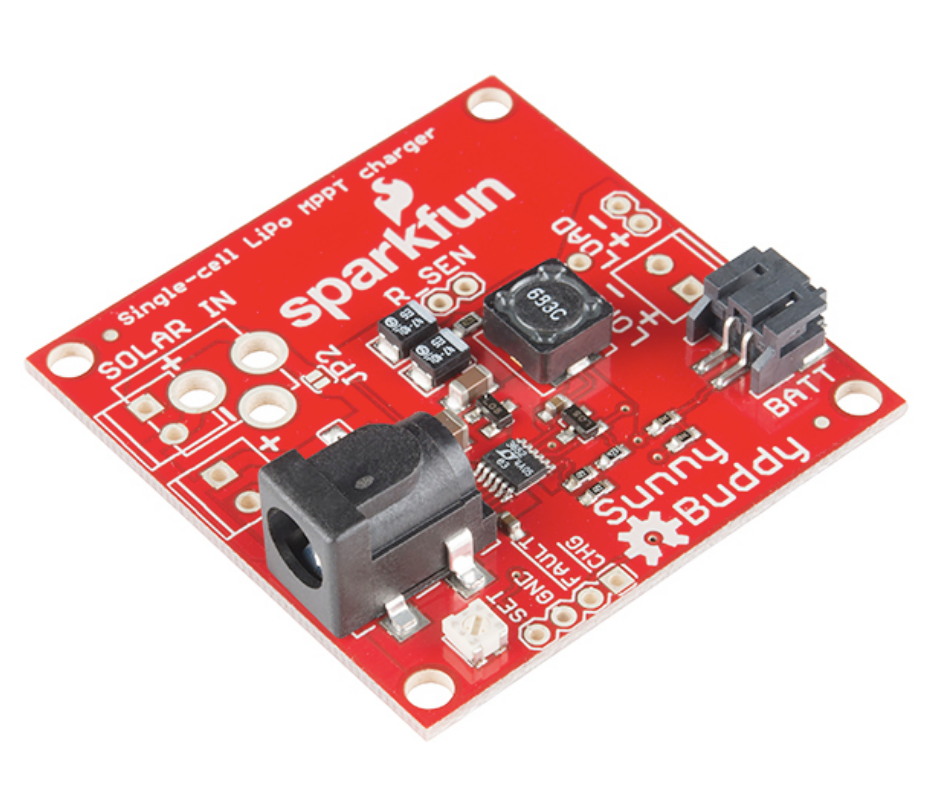 Single-cell LiPo MPPT charger
sparkfun
SOLAR IN
+
+
JP2
R_SEN
683C
LOAD
- +
BATT
Sunny
Buddy
3652
CHG
FAULT
GND
SET